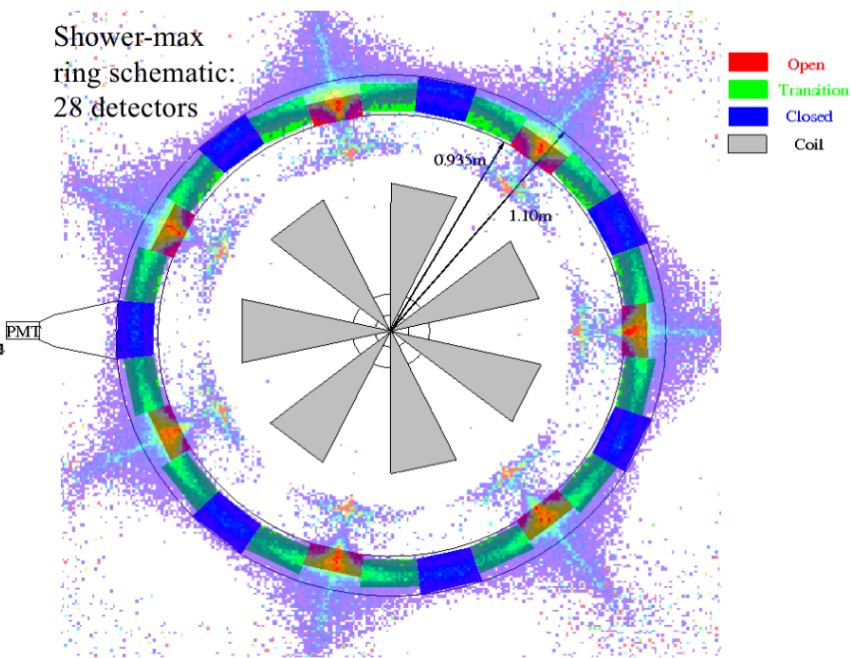 Shower-max
ring schematic:
28 detectors
Open
Transition
Closed
Coil
0.935m
1.10m
PMT